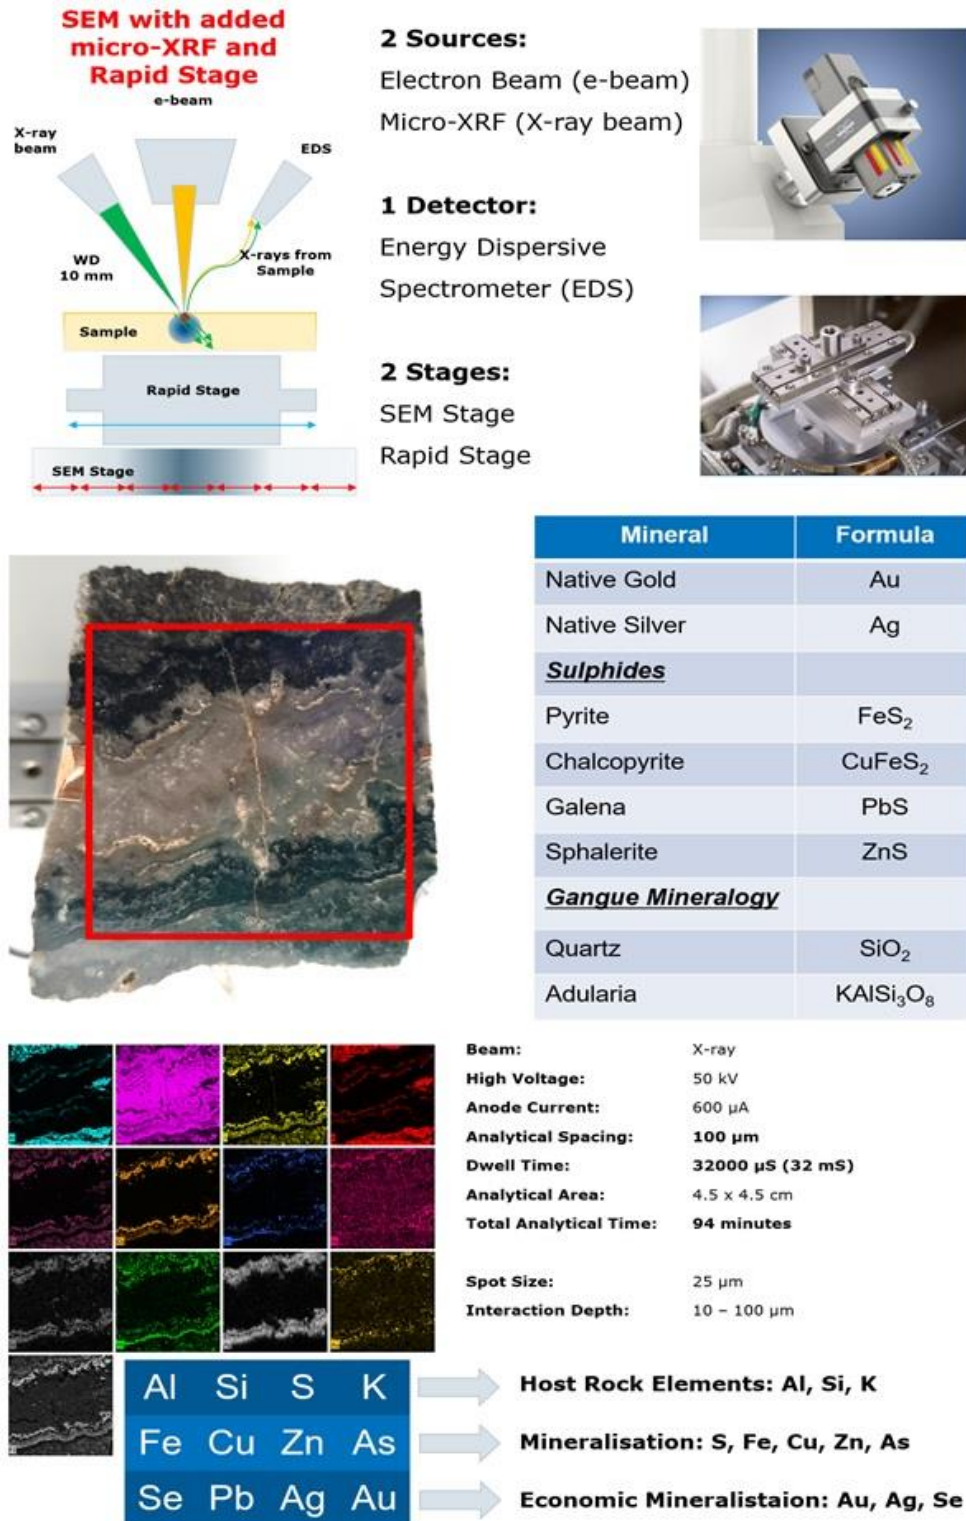 SEM with added
micro-XRF and
Rapid Stage
e-beam
X-ray
beam
EDS
WD
10 mm
X-rays from
Sample
Sample
Rapid Stage
SEM Stage
2 Sources:
Electron Beam (e-beam)
Micro-XRF (X-ray beam)
1 Detector:
Energy Dispersive
Spectrometer (EDS)
2 Stages:
SEM Stage
Rapid Stage
Mineral Formula
Native Gold Au
Native Silver Ag
Sulphides
Pyrite FeS₂
Chalcopyrite CuFeS₂
Galena PbS
Sphalerite ZnS
Gangue Mineralogy
Quartz SiO₂
Adularia KAlSi₃O₈
Beam: X-ray
High Voltage: 50 kV
Anode Current: 600 µA
Analytical Spacing: 100 µm
Dwell Time: 32000 µS (32 mS)
Analytical Area: 4.5 x 4.5 cm
Total Analytical Time: 94 minutes
Spot Size: 25 µm
Interaction Depth: 10 – 100 µm
Al Si S K
Fe Cu Zn As
Se Pb Ag Au
Host Rock Elements: Al, Si, K
Mineralisation: S, Fe, Cu, Zn, As
Economic Mineralistaion: Au, Ag, Se